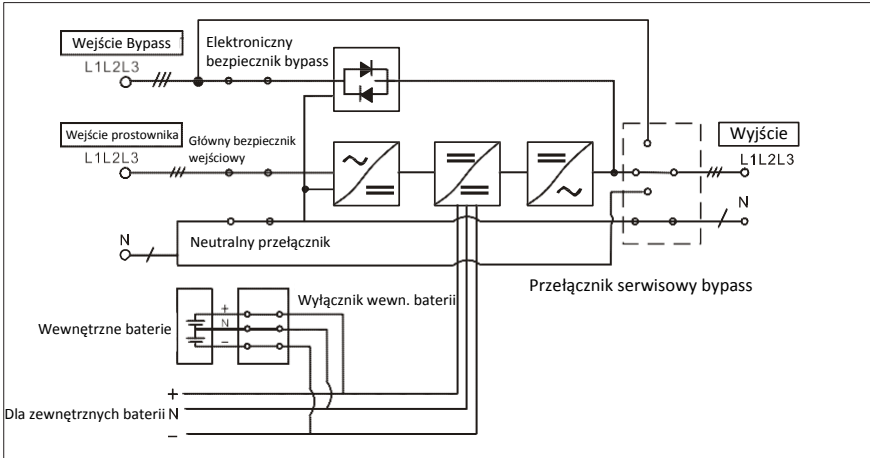 Wejście Bypass
L1L2L3
Elektroniczny
bezpiecznik bypass
Wejście prostownika
L1L2L3
Główny bezpiecznik
wejściowy
Wyjście
L1L2L3
N
N
Neutralny przełącznik
Przełącznik serwisowy bypass
Wewnętrzne baterie
+
N
−
Wyłącznik wewn. baterii
+
Dla zewnętrznych baterii N
−